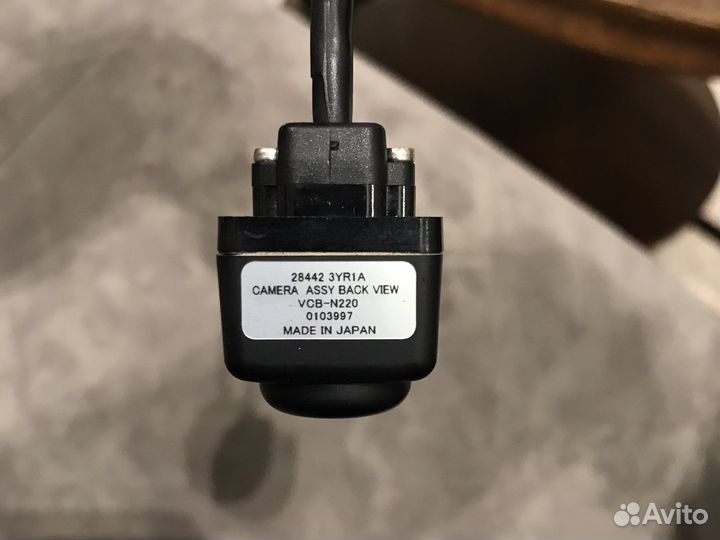 28442 3YR1A
CAMERA ASSY BACK VIEW
VCB-N220
0103997
MADE IN JAPAN
Avito